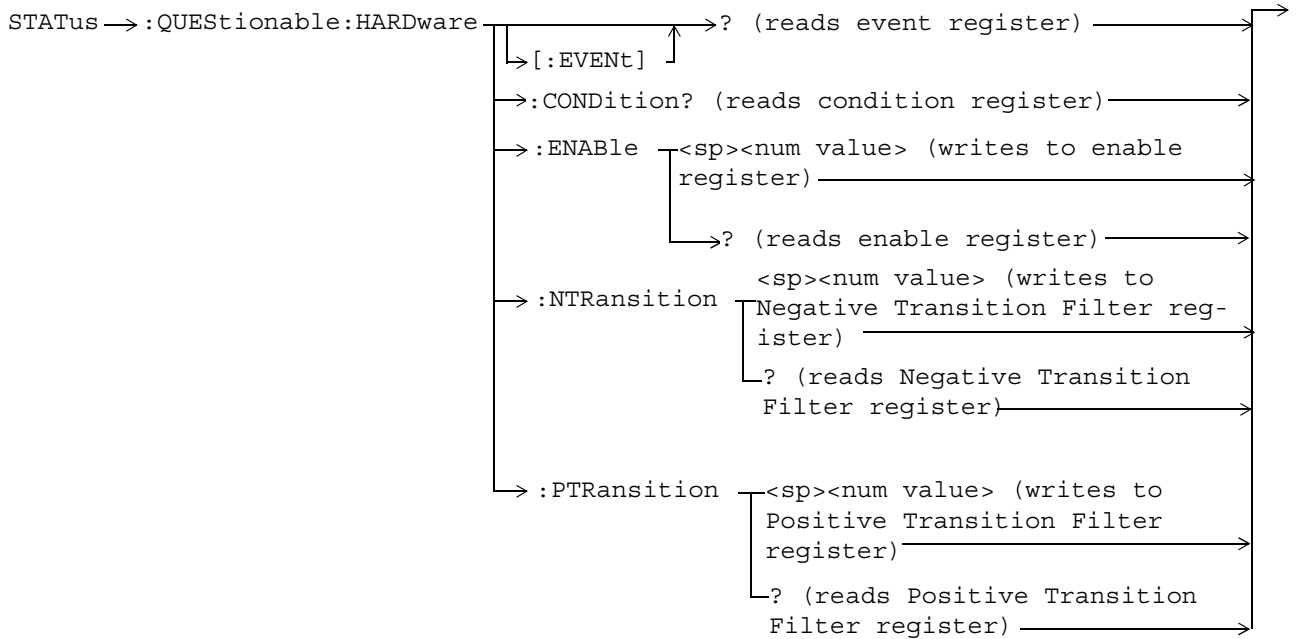 STATus :QUEStionable:HARDware ? (reads event register)
[:EVENt]
:CONDition? (reads condition register)
:ENABle <sp><num value> (writes to enable
register)
? (reads enable register)
<sp><num value> (writes to
:NTRansition Negative Transition Filter reg-
ister)
? (reads Negative Transition
Filter register)
:PTRansition <sp><num value> (writes to
Positive Transition Filter
register)
? (reads Positive Transition
Filter register)